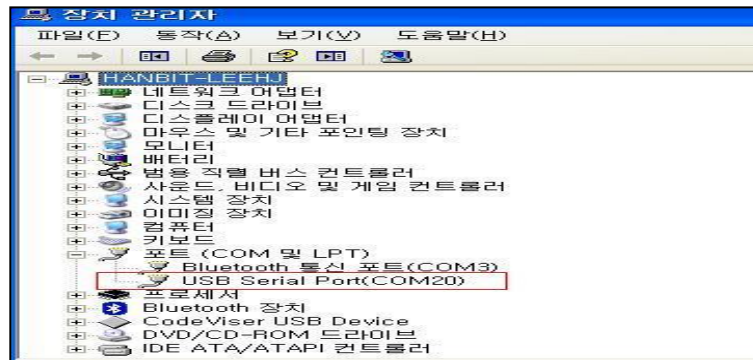 장치 관리자
파일(F) 동작(A) 보기(V) 도움말(H)
HANBIT-LEEHJ
네트워크 어댑터
디스크 드라이브
디스플레이 어댑터
마우스 및 기타 포인팅 장치
모니터
배터리
범용 직렬 버스 컨트롤러
사운드, 비디오 및 게임 컨트롤러
시스템 장치
이미징 장치
컴퓨터
키보드
포트 (COM 및 LPT)
Bluetooth 통신 포트(COM3)
USB Serial Port(COM20)
프로세서
Bluetooth 장치
CodeViser USB Device
DVD/CD-ROM 드라이브
IDE ATA/ATAPI 컨트롤러